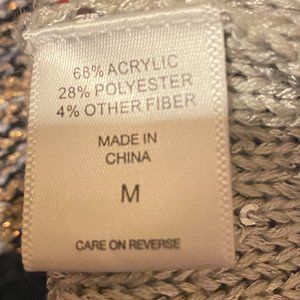 68% ACRYLIC
28% POLYESTER
4% OTHER FIBER
MADE IN
CHINA
M
CARE ON REVERSE